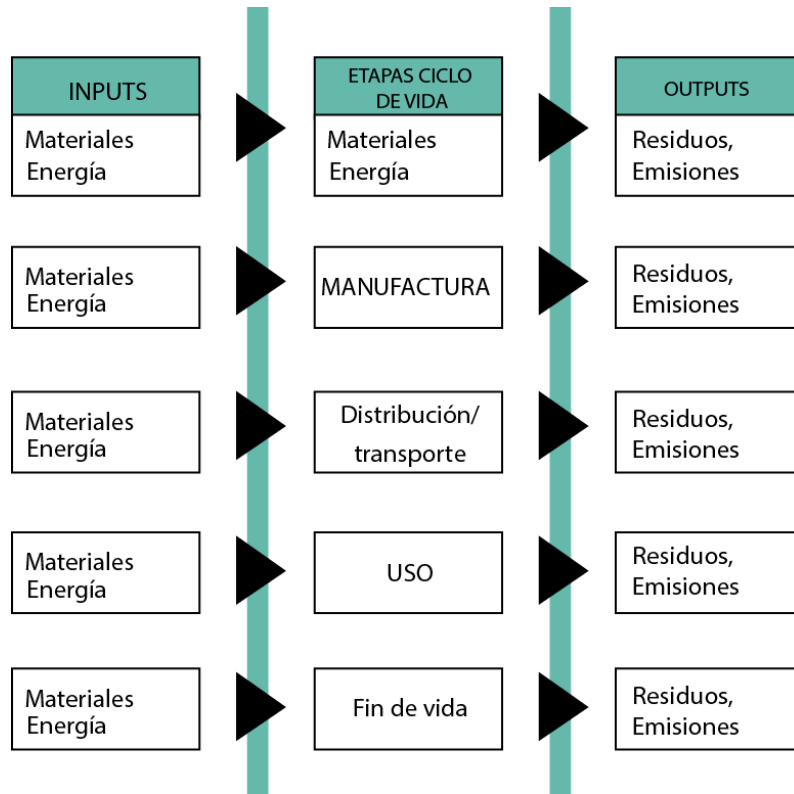 INPUTS
Materiales
Energía
ETAPAS CICLO
DE VIDA
Materiales
Energía
OUTPUTS
Residuos,
Emisiones
Materiales
Energía
MANUFACTURA
Residuos,
Emisiones
Materiales
Energía
Distribución/
transporte
Residuos,
Emisiones
Materiales
Energía
USO
Residuos,
Emisiones
Materiales
Energía
Fin de vida
Residuos,
Emisiones